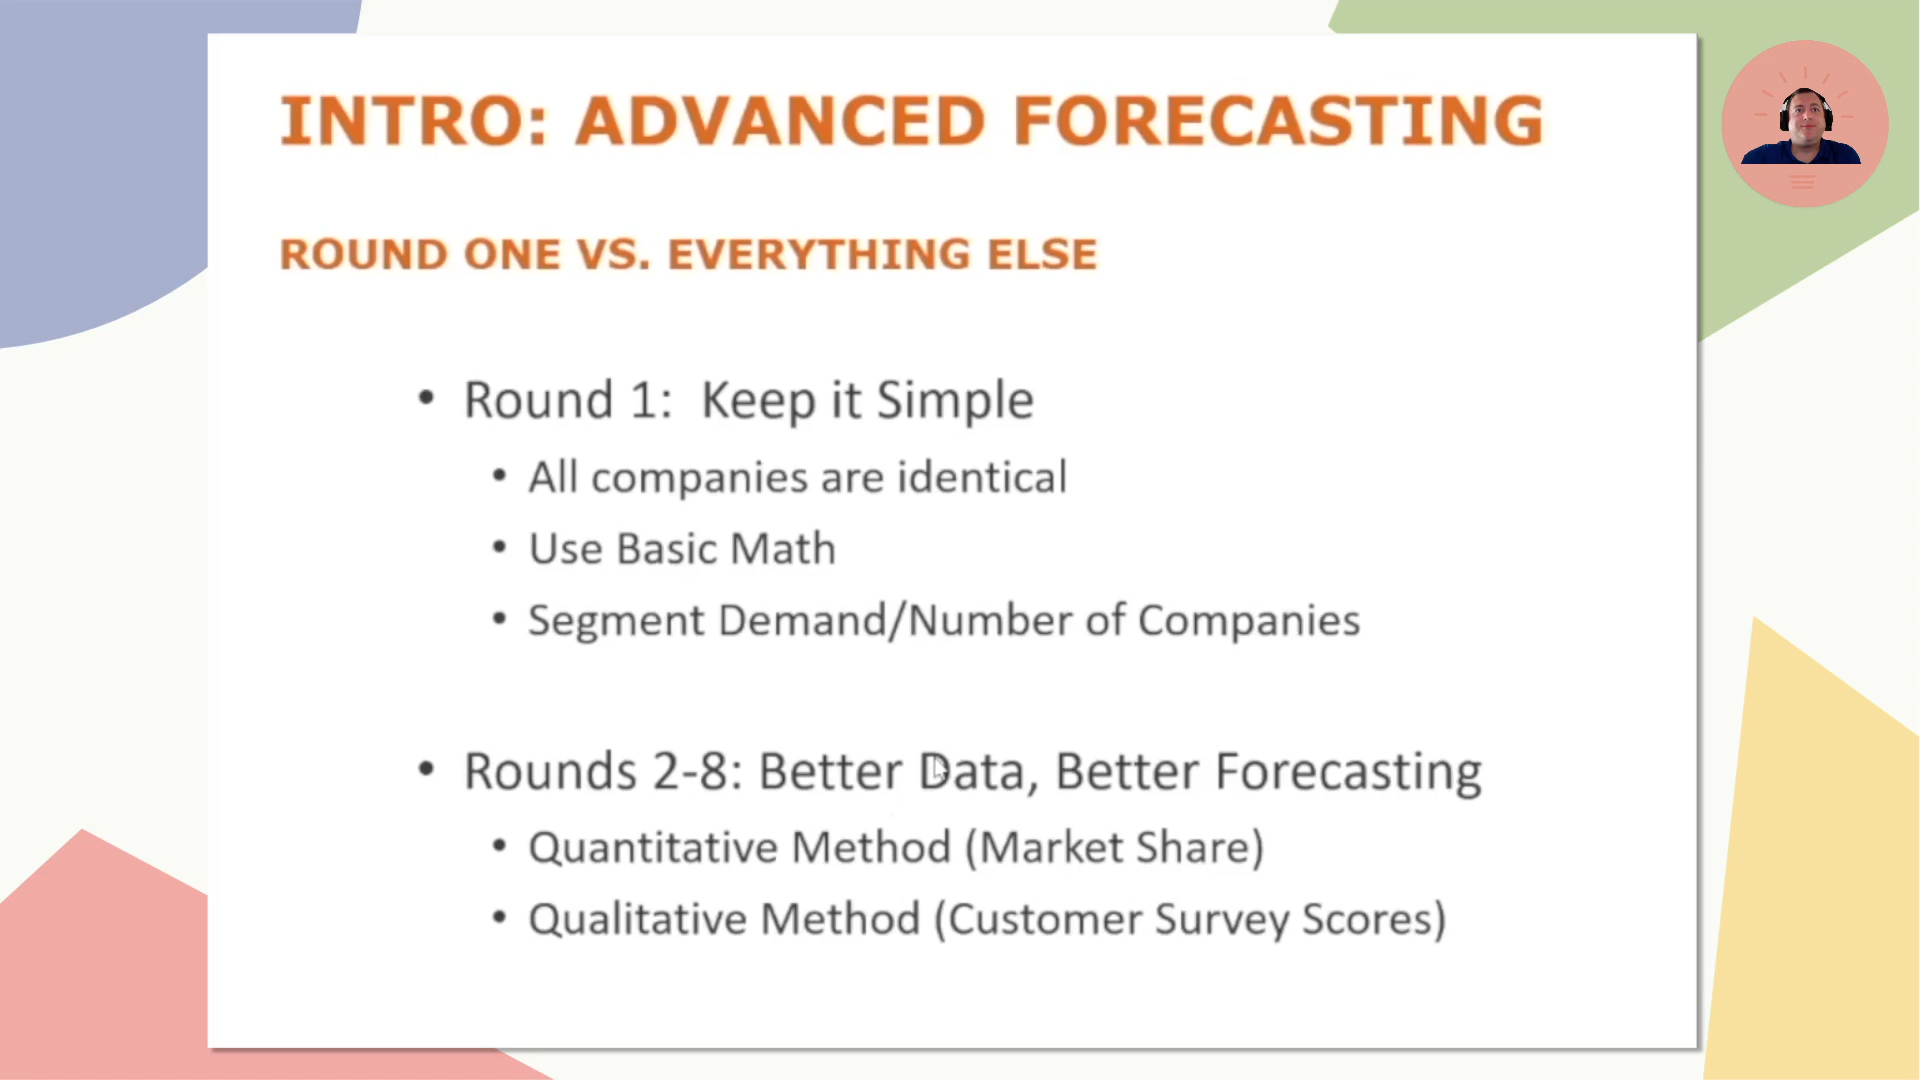 INTRO: ADVANCED FORECASTING
ROUND ONE VS. EVERYTHING ELSE
• Round 1: Keep it Simple
• All companies are identical
• Use Basic Math
• Segment Demand/Number of Companies
• Rounds 2-8: Better Data, Better Forecasting
• Quantitative Method (Market Share)
• Qualitative Method (Customer Survey Scores)